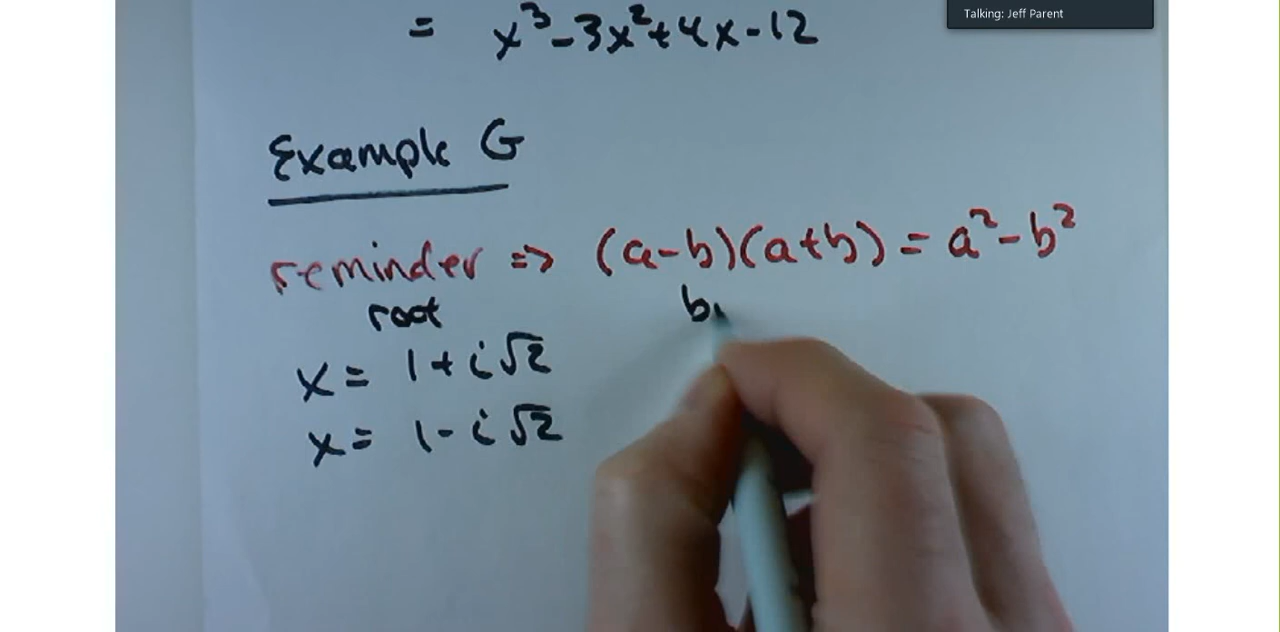 Talking: Jeff Parent
= x³-3x²+4x-12
Example G
reminder => (a-b)(a+b) = a²-b²
root
x = 1+i√2
x = 1-i√2